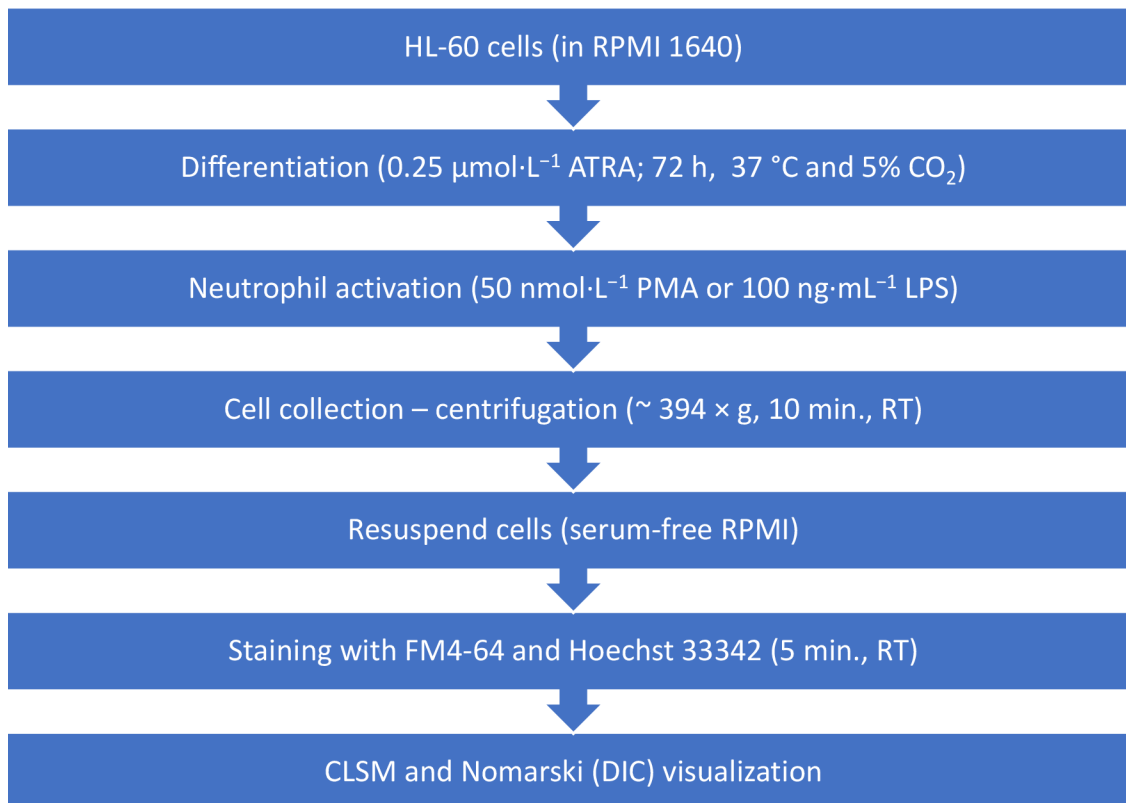 HL-60 cells (in RPMI 1640)
Differentiation (0.25 µmol·L⁻¹ ATRA; 72 h, 37 °C and 5% CO₂)
Neutrophil activation (50 nmol·L⁻¹ PMA or 100 ng·mL⁻¹ LPS)
Cell collection – centrifugation (~ 394 × g, 10 min., RT)
Resuspend cells (serum-free RPMI)
Staining with FM4-64 and Hoechst 33342 (5 min., RT)
CLSM and Nomarski (DIC) visualization